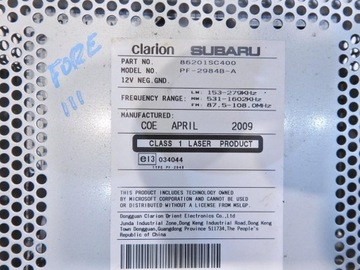 FORE
clarion SUBARU
PART NO. 86201SC400
MODEL NO. PF-2984B-A
12V NEG.GND.
LW: 153-279KHz
FREQUENCY RANGE: MW: 531-1602KHz
FM: 87.5-108.0MHz
MANUFACTURED:
COE APRIL 2009
CLASS 1 LASER PRODUCT
e13 034044
TYPE PF-2948
THIS PRODUCT INCLUDES TECHNOLOGY OWNED
BY MICROSOFT CORPORATION AND CANNOT BE USED
OR DISTRIBUTED WITHOUT A LICENSE FROM MSLGP.
Dongguan Clarion Orient Electronics Co., Ltd
Junda Industrial Zone, Dong Keng Road, Dong Keng
Town Dongguan, Guangdong Province 511734, The People's
Republic of China